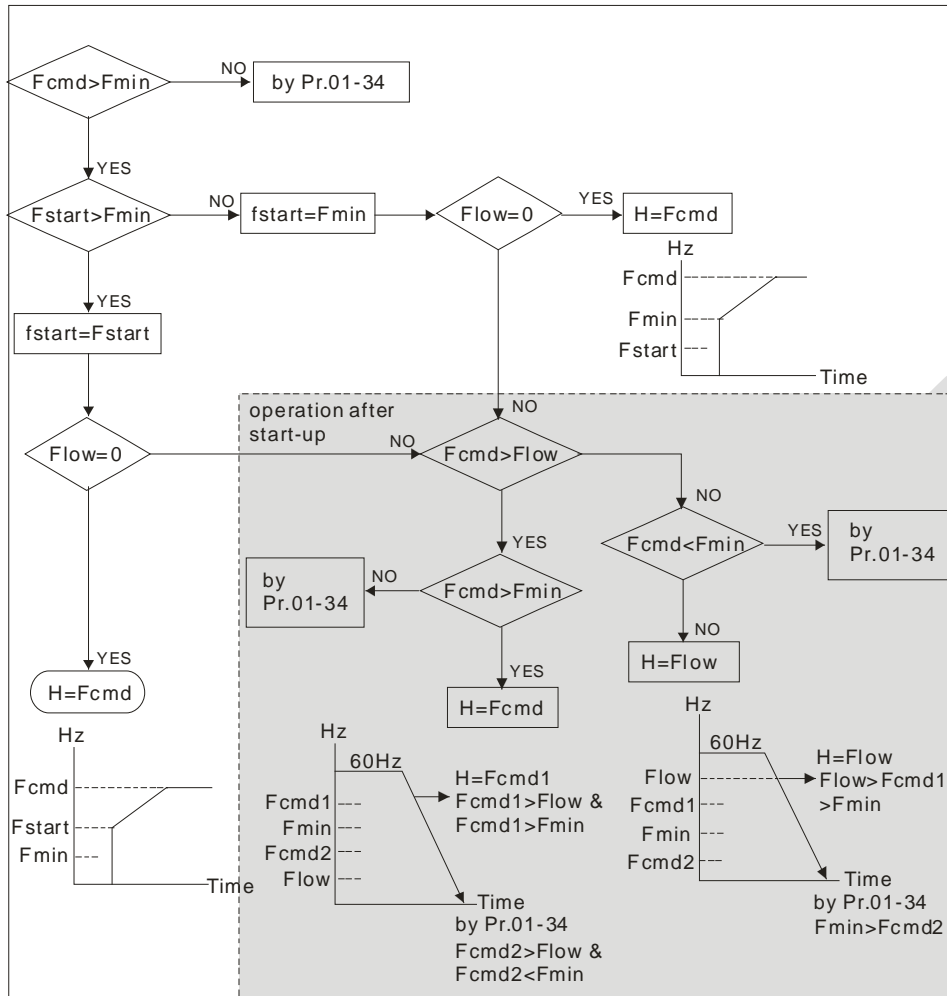 Fcmd>Fmin
NO
by Pr.01-34
YES
Fstart>Fmin
NO
fstart=Fmin
Flow=0
YES
H=Fcmd
Hz
Fcmd
Fmin
Fstart
Time
YES
fstart=Fstart
NO
operation after
start-up
Flow=0
NO
Fcmd>Flow
NO
YES
Fcmd<Fmin
YES
by
Pr.01-34
by
Pr.01-34
NO
Fcmd>Fmin
NO
H=Flow
YES
H=Fcmd
YES
H=Fcmd
Hz
Fcmd
Fstart
Fmin
Time
Hz
60Hz
Fcmd1
Fmin
Fcmd2
Flow
H=Fcmd1
Fcmd1>Flow &
Fcmd1>Fmin
Time
by Pr.01-34
Fcmd2>Flow &
Fcmd2<Fmin
Hz
60Hz
Flow
Fcmd1
Fmin
Fcmd2
H=Flow
Flow>Fcmd1
>Fmin
Time
by Pr.01-34
Fmin>Fcmd2